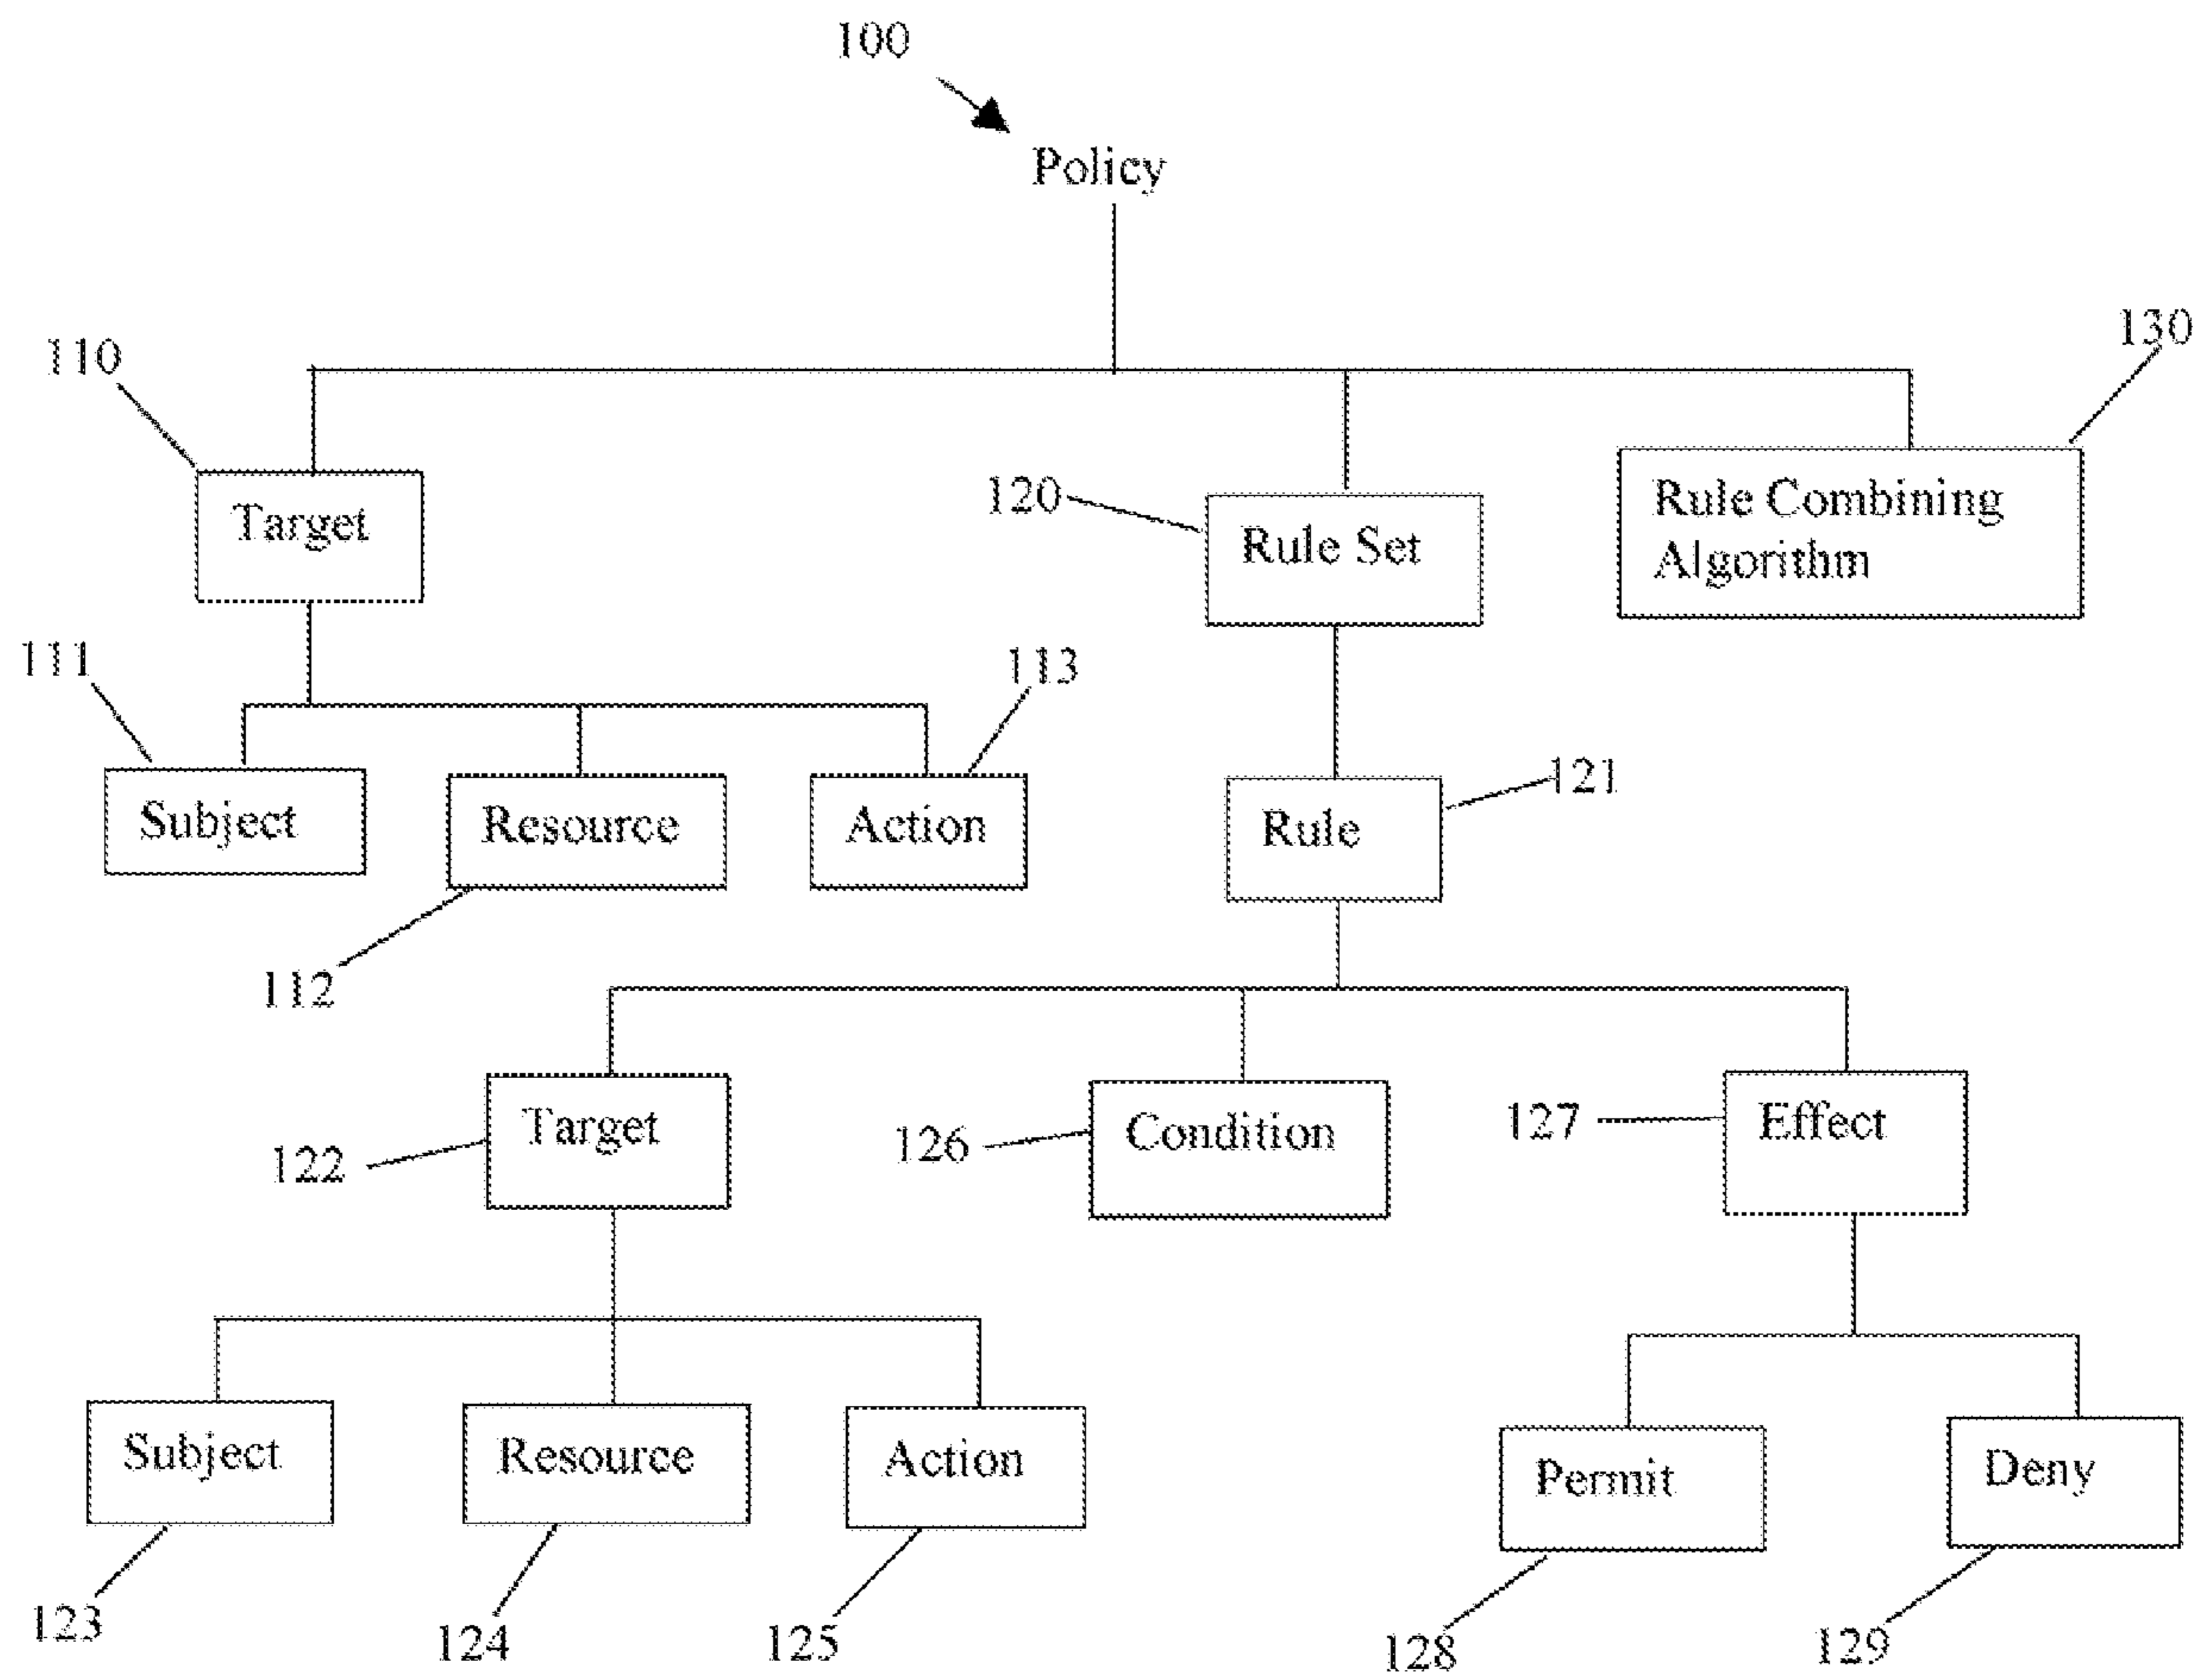 100
Policy
110
130
Target
120
Rule Set
Rule Combining
Algorithm
111
113
Subject
Resource
Action
121
Rule
112
Target
122
126
Condition
127
Effect
Subject
Resource
Action
Permit
Deny
123
124
125
128
129